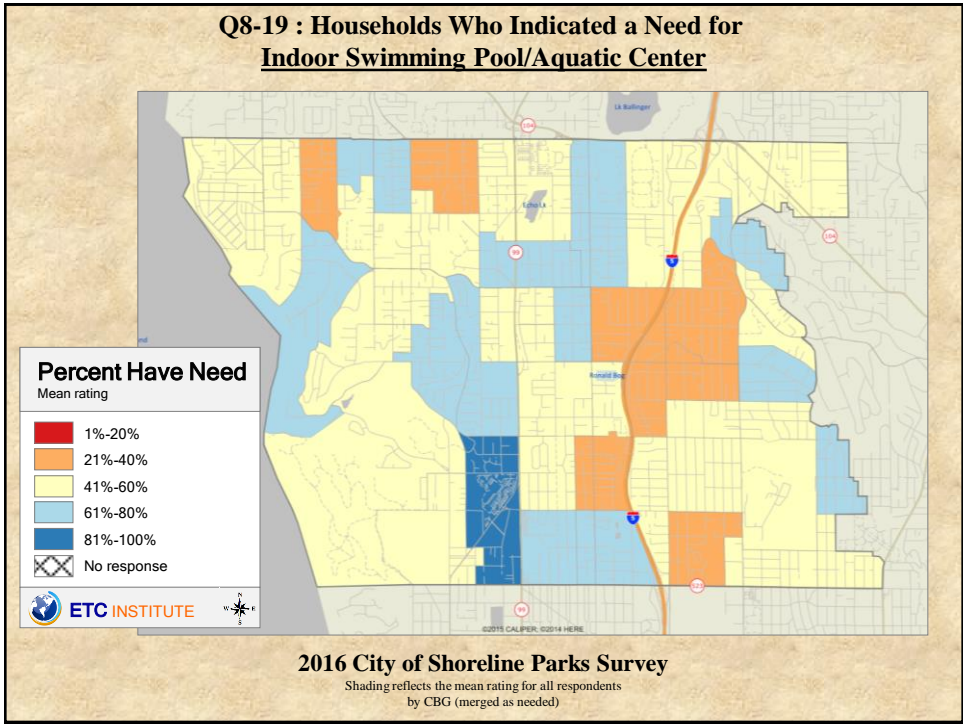 Q8-19 : Households Who Indicated a Need for
Indoor Swimming Pool/Aquatic Center
Lk Ballinger
104
Echo Lk
99
104
5
nd
Ronald Bog
5
523
99
©2015 CALIPER; ©2014 HERE
Percent Have Need
Mean rating
1%-20%
21%-40%
41%-60%
61%-80%
81%-100%
No response
ETC INSTITUTE
N
W E
S
2016 City of Shoreline Parks Survey
Shading reflects the mean rating for all respondents
by CBG (merged as needed)